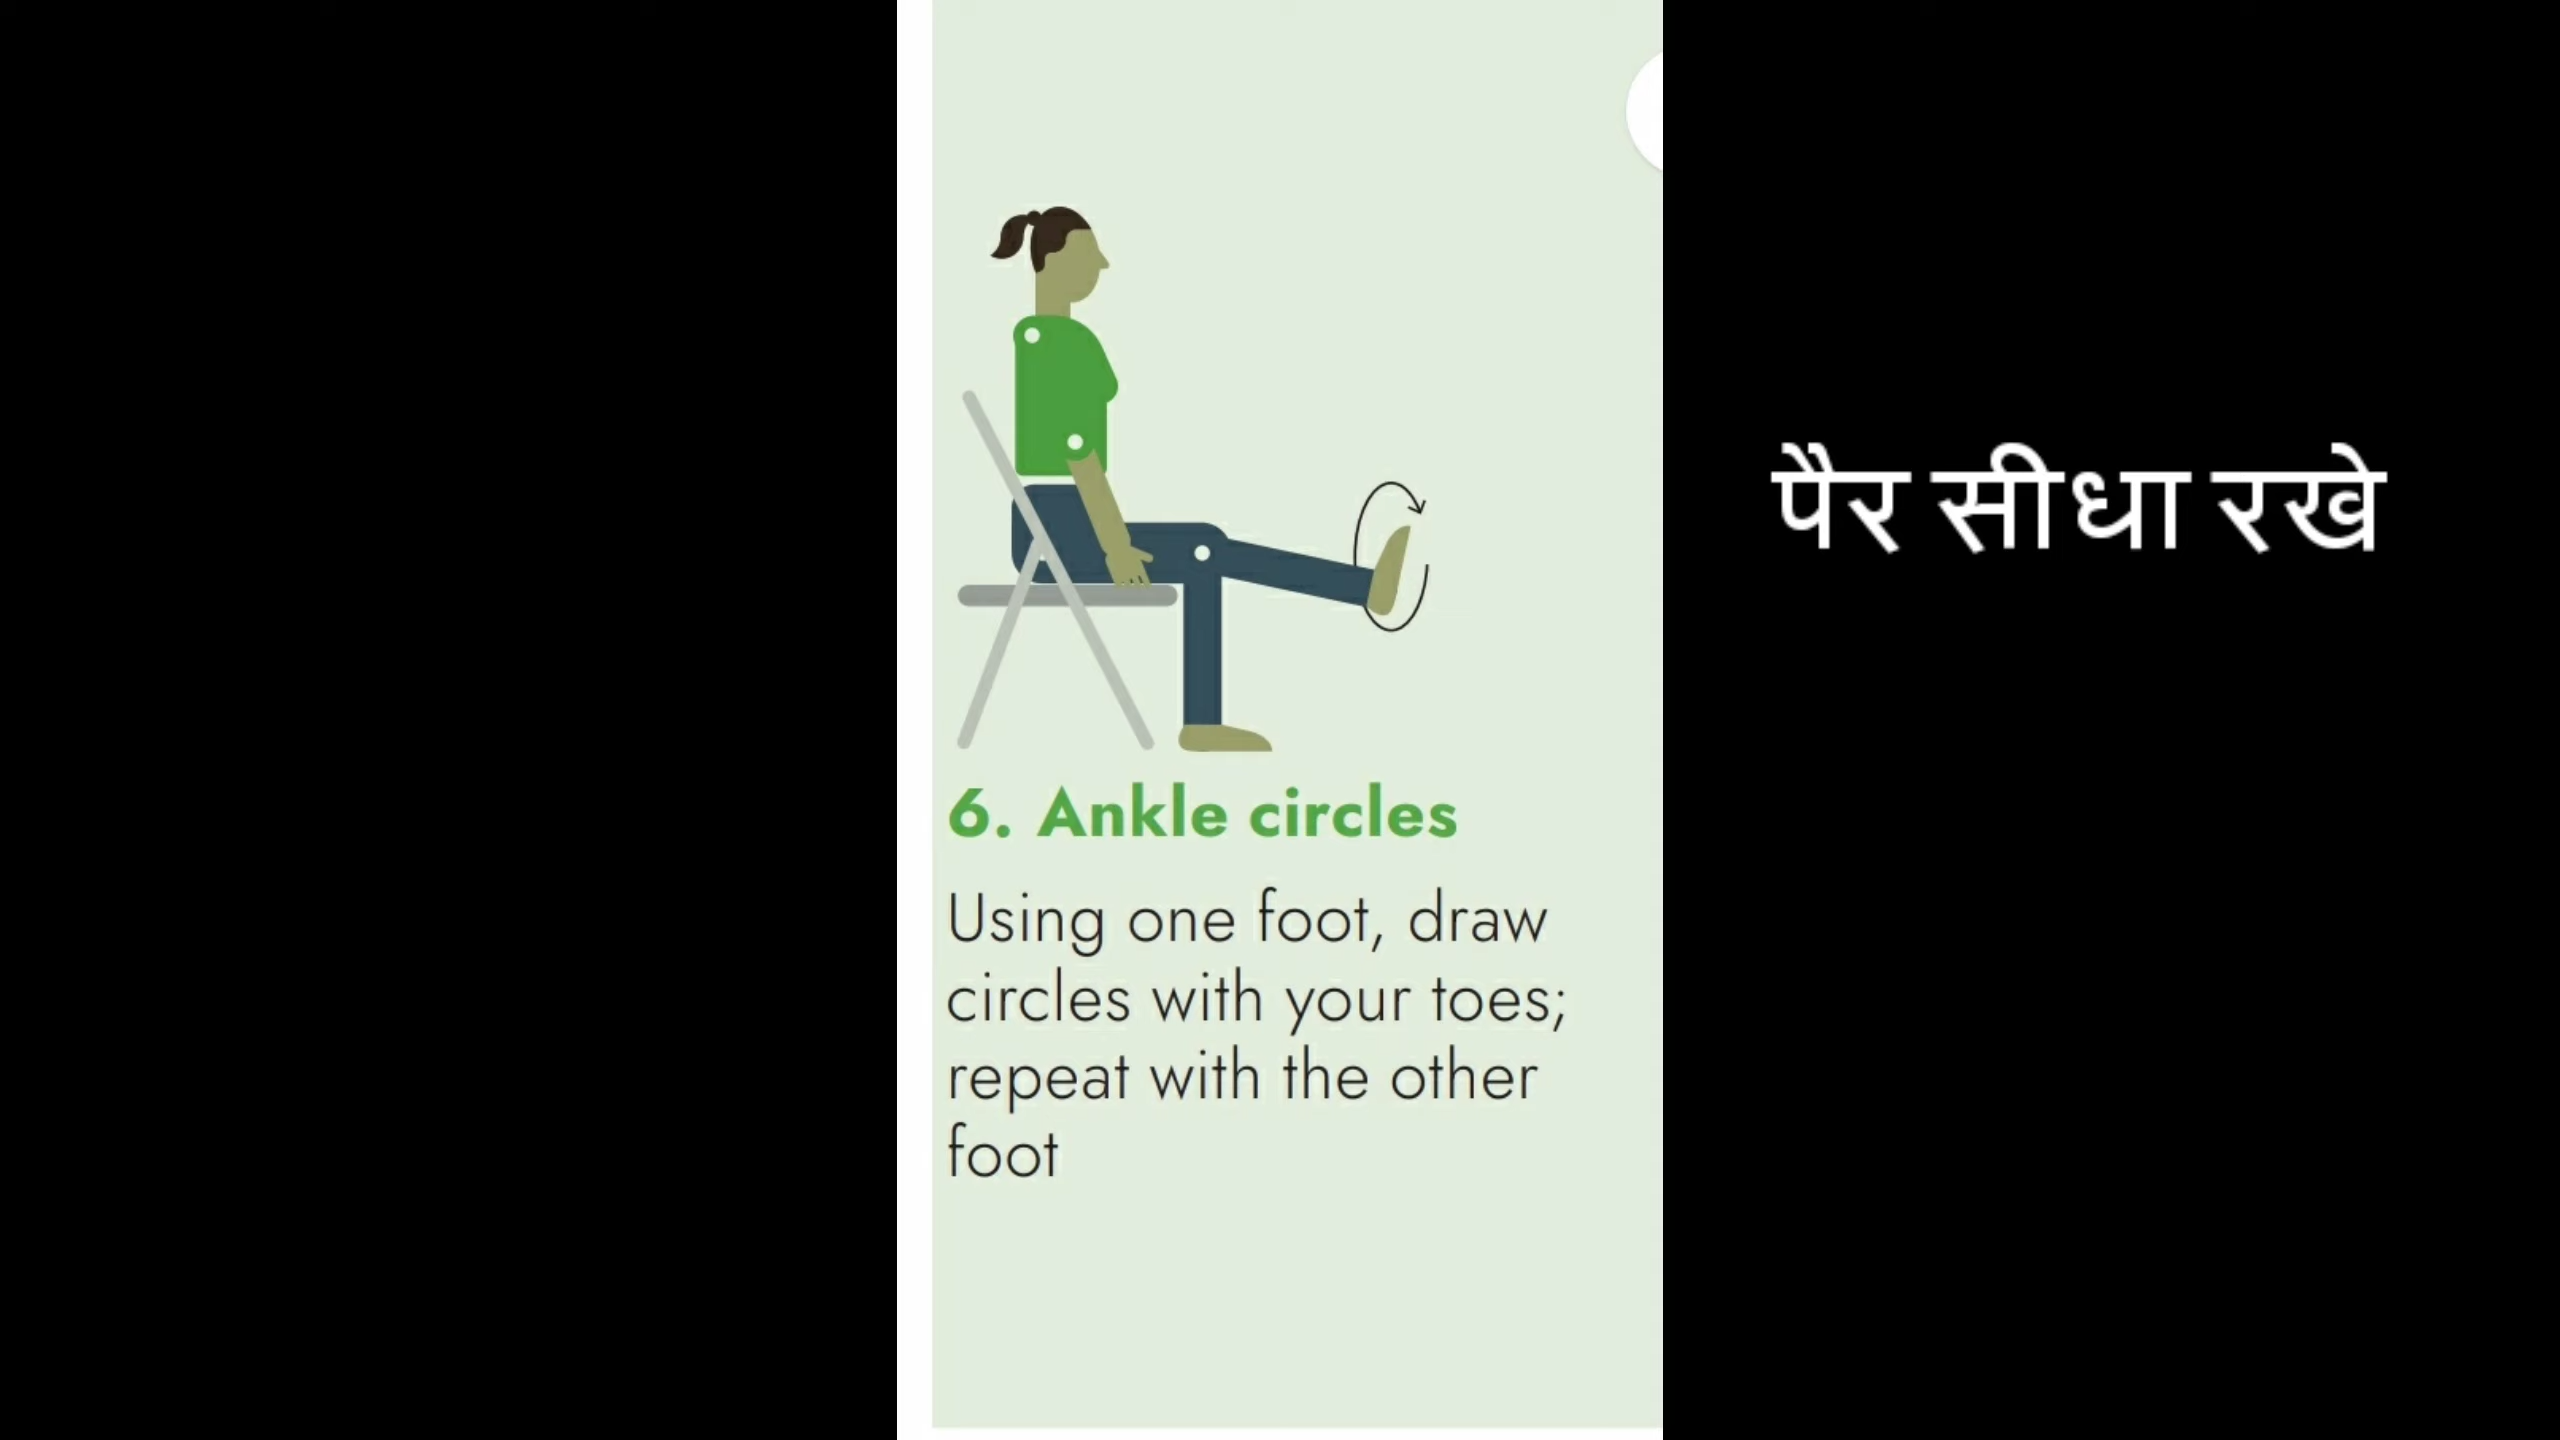 पैर सीधा रखे
6. Ankle circles
Using one foot, draw
circles with your toes;
repeat with the other
foot